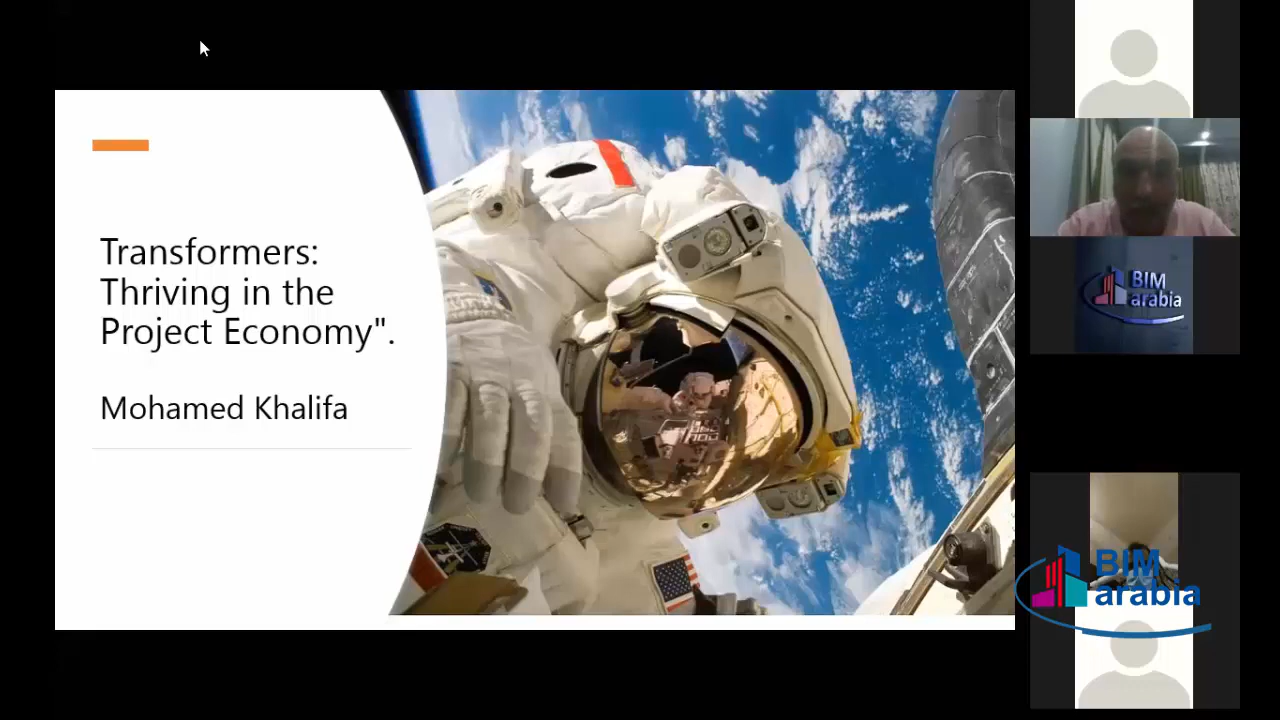 Transformers:
Thriving in the
Project Economy".
Mohamed Khalifa
BIM
arabia
BIM
arabia